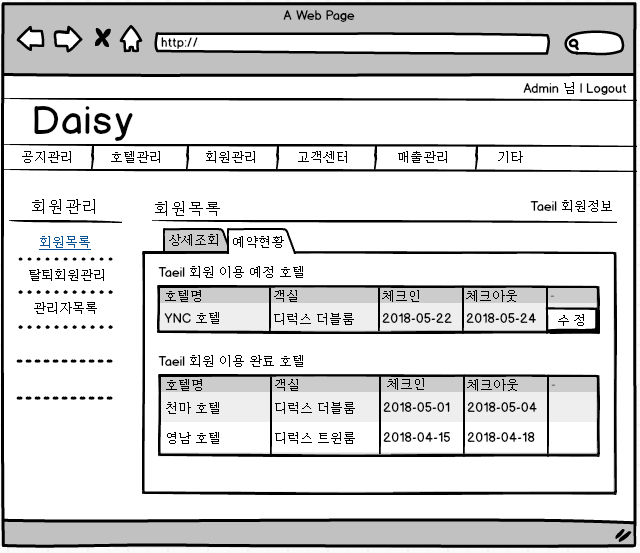 A Web Page
http://
Admin 님 | Logout
Daisy
공지관리 호텔관리 회원관리 고객센터 매출관리 기타
회원관리
회원목록
탈퇴회원관리
관리자목록
회원목록 Taeil 회원정보
상세조회 예약현황
Taeil 회원 이용 예정 호텔
호텔명 객실 체크인 체크아웃 -
YNC 호텔 디럭스 더블룸 2018-05-22 2018-05-24 수 정
Taeil 회원 이용 완료 호텔
호텔명 객실 체크인 체크아웃 -
천마 호텔 디럭스 더블룸 2018-05-01 2018-05-04
영남 호텔 디럭스 트윈룸 2018-04-15 2018-04-18